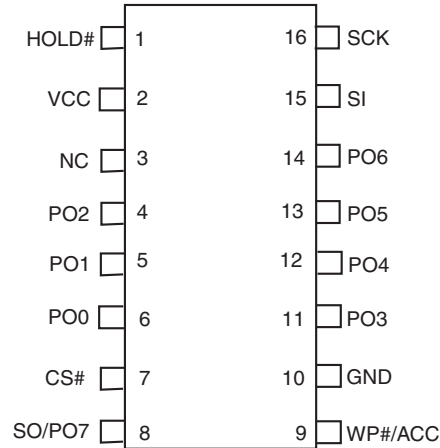 HOLD# 1 16 SCK
VCC 2 15 SI
NC 3 14 PO6
PO2 4 13 PO5
PO1 5 12 PO4
PO0 6 11 PO3
CS# 7 10 GND
SO/PO7 8 9 WP#/ACC